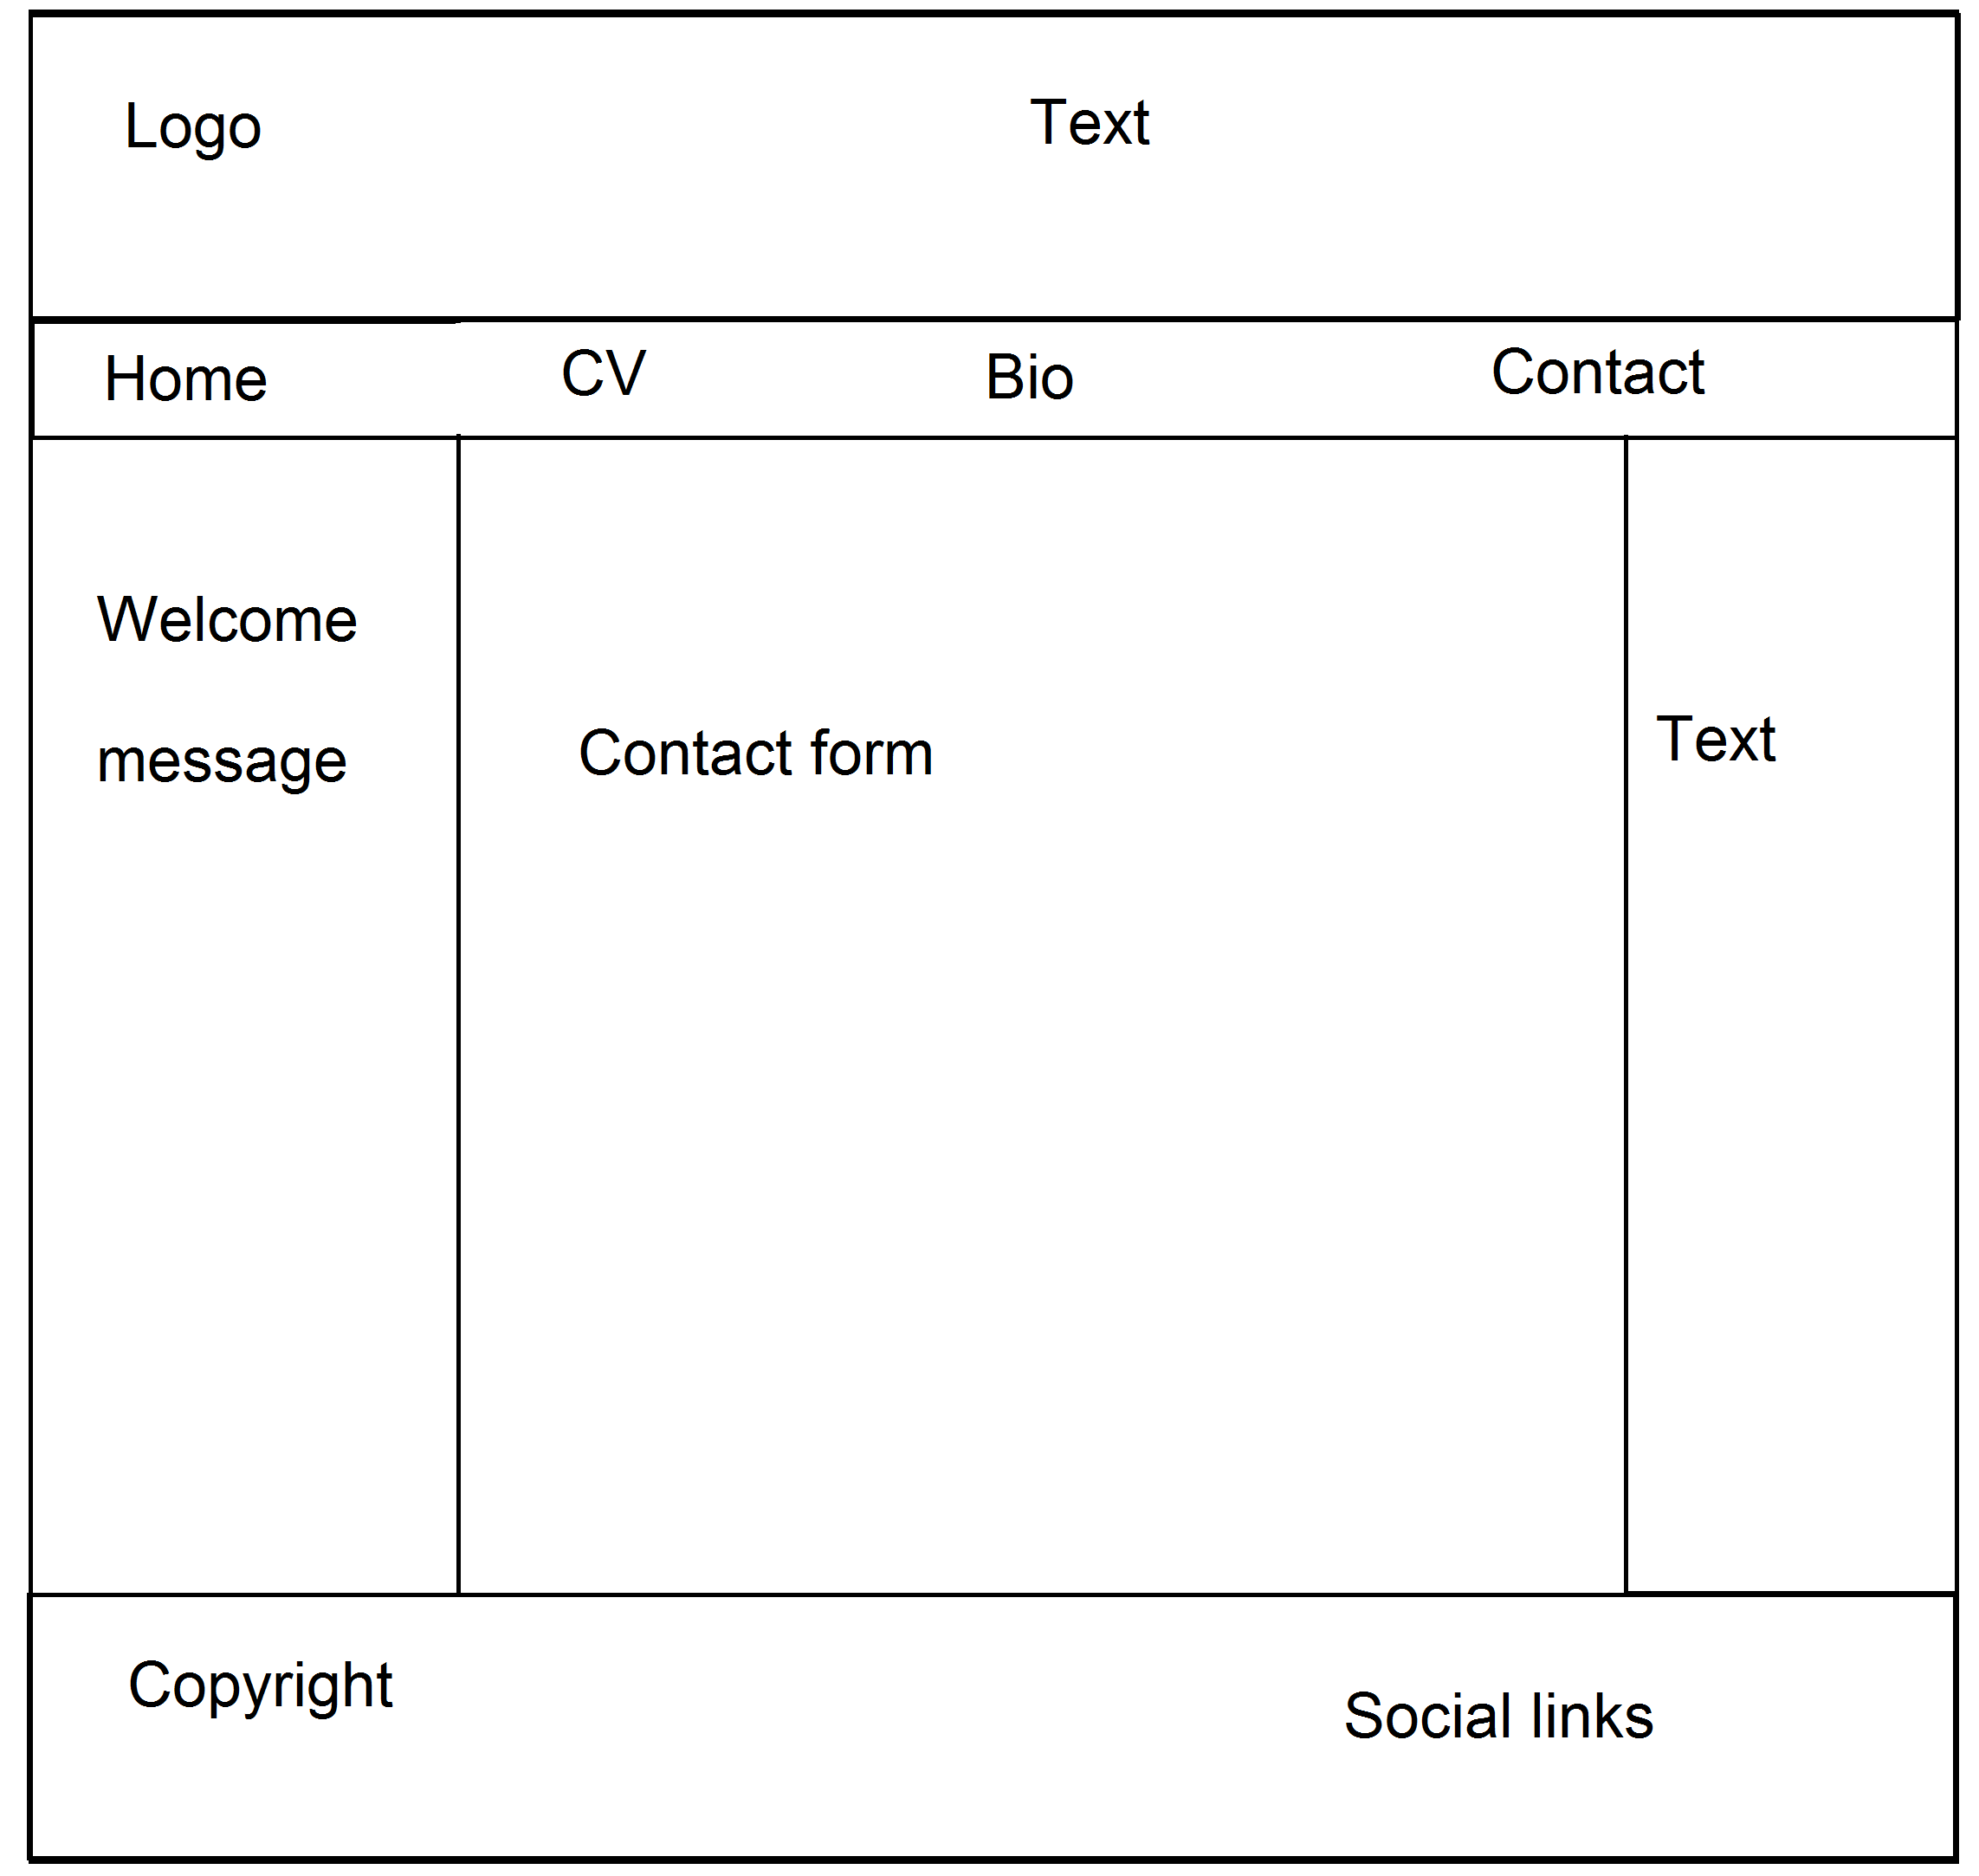 Logo
Text
Home
CV
Bio
Contact
Welcome
message
Contact form
Text
Copyright
Social links